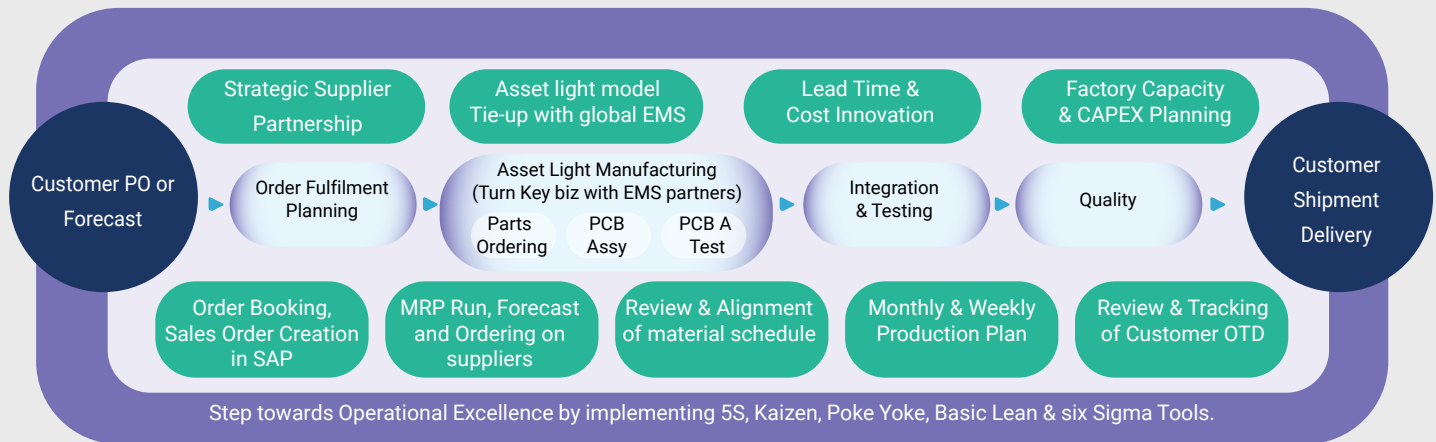 Strategic Supplier
Partnership
Asset light model
Tie-up with global EMS
Lead Time &
Cost Innovation
Factory Capacity
& CAPEX Planning
Customer PO or
Forecast
Order Fulfilment
Planning
Asset Light Manufacturing
(Turn Key biz with EMS partners)
Parts
Ordering
PCB
Assy
PCB A
Test
Integration
& Testing
Quality
Customer
Shipment
Delivery
Order Booking,
Sales Order Creation
in SAP
MRP Run, Forecast
and Ordering on
suppliers
Review & Alignment
of material schedule
Monthly & Weekly
Production Plan
Review & Tracking
of Customer OTD
Step towards Operational Excellence by implementing 5S, Kaizen, Poke Yoke, Basic Lean & six Sigma Tools.